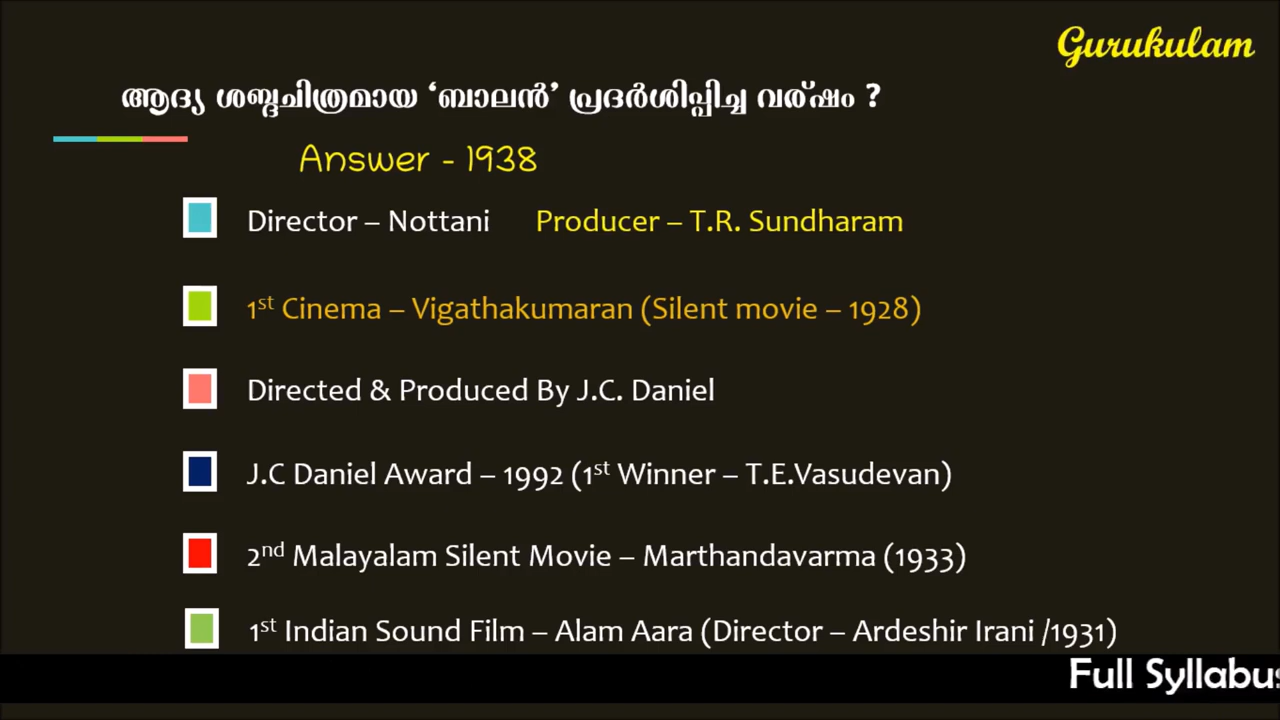 Gurukulam
ആദ്യ ശബ്ദചിത്രമായ ‘ബാലൻ’ പ്രദർശിപ്പിച്ച വര്ഷം ?
Answer - 1938
Director – Nottani Producer – T.R. Sundharam
1st Cinema – Vigathakumaran (Silent movie – 1928)
Directed & Produced By J.C. Daniel
J.C Daniel Award – 1992 (1st Winner – T.E.Vasudevan)
2nd Malayalam Silent Movie – Marthandavarma (1933)
1st Indian Sound Film – Alam Aara (Director – Ardeshir Irani /1931)
Full Syllabus